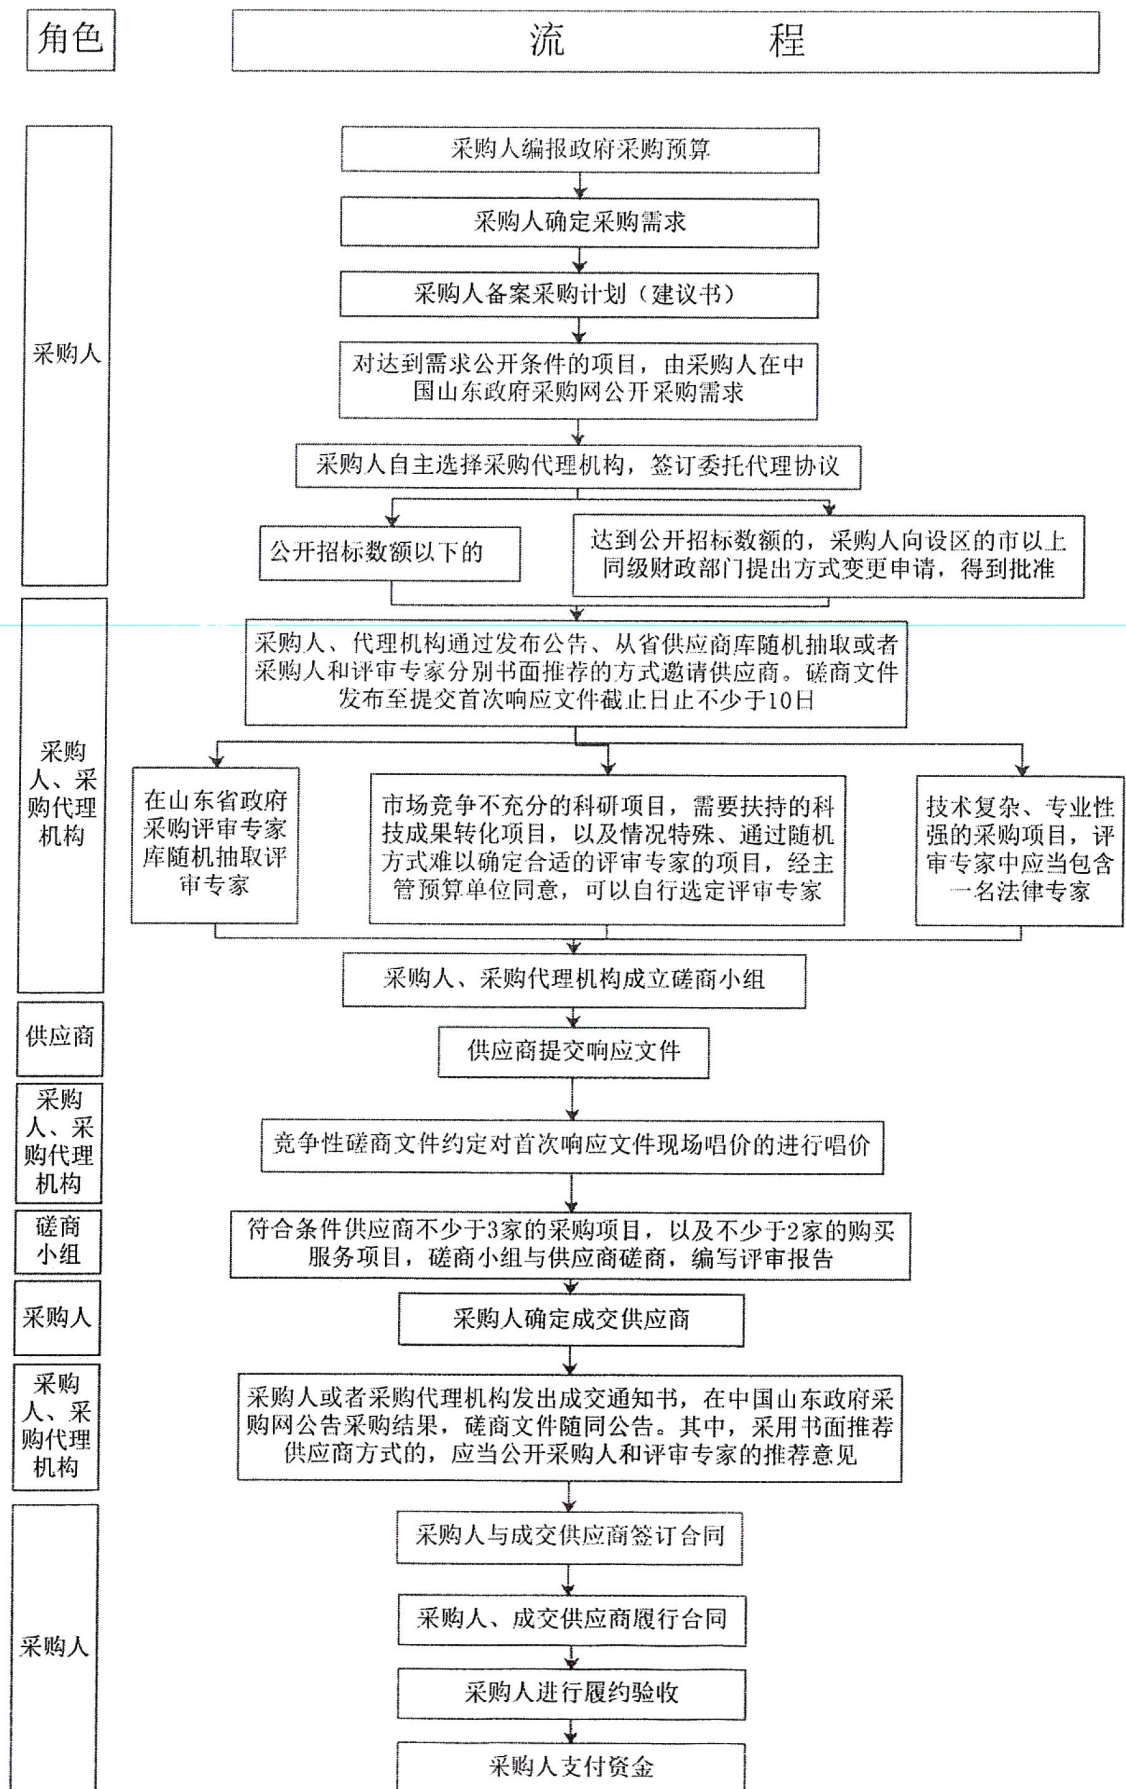 角色
流 程
采购人
采购人编报政府采购预算
采购人确定采购需求
采购人备案采购计划（建议书）
对达到需求公开条件的项目，由采购人在中
国山东政府采购网公开采购需求
采购人自主选择采购代理机构，签订委托代理协议
公开招标数额以下的
达到公开招标数额的，采购人向设区的市以上
同级财政部门提出方式变更申请，得到批准
采购
人、采
购代理
机构
采购人、代理机构通过发布公告、从省供应商库随机抽取或者
采购人和评审专家分别书面推荐的方式邀请供应商。磋商文件
发布至提交首次响应文件截止日止不少于10日
在山东省政府
采购评审专家
库随机抽取评
审专家
市场竞争不充分的科研项目，需要扶持的科
技成果转化项目，以及情况特殊、通过随机
方式难以确定合适的评审专家的项目，经主
管预算单位同意，可以自行选定评审专家
技术复杂、专业性
强的采购项目，评
审专家中应当包含
一名法律专家
采购人、采购代理机构成立磋商小组
供应商
供应商提交响应文件
采购
人、采
购代理
机构
竞争性磋商文件约定对首次响应文件现场唱价的进行唱价
磋商
小组
符合条件供应商不少于3家的采购项目，以及不少于2家的购买
服务项目，磋商小组与供应商磋商，编写评审报告
采购人
采购人确定成交供应商
采购
人、采
购代理
机构
采购人或者采购代理机构发出成交通知书，在中国山东政府采
购网公告采购结果，磋商文件随同公告。其中，采用书面推荐
供应商方式的，应当公开采购人和评审专家的推荐意见
采购人
采购人与成交供应商签订合同
采购人、成交供应商履行合同
采购人进行履约验收
采购人支付资金